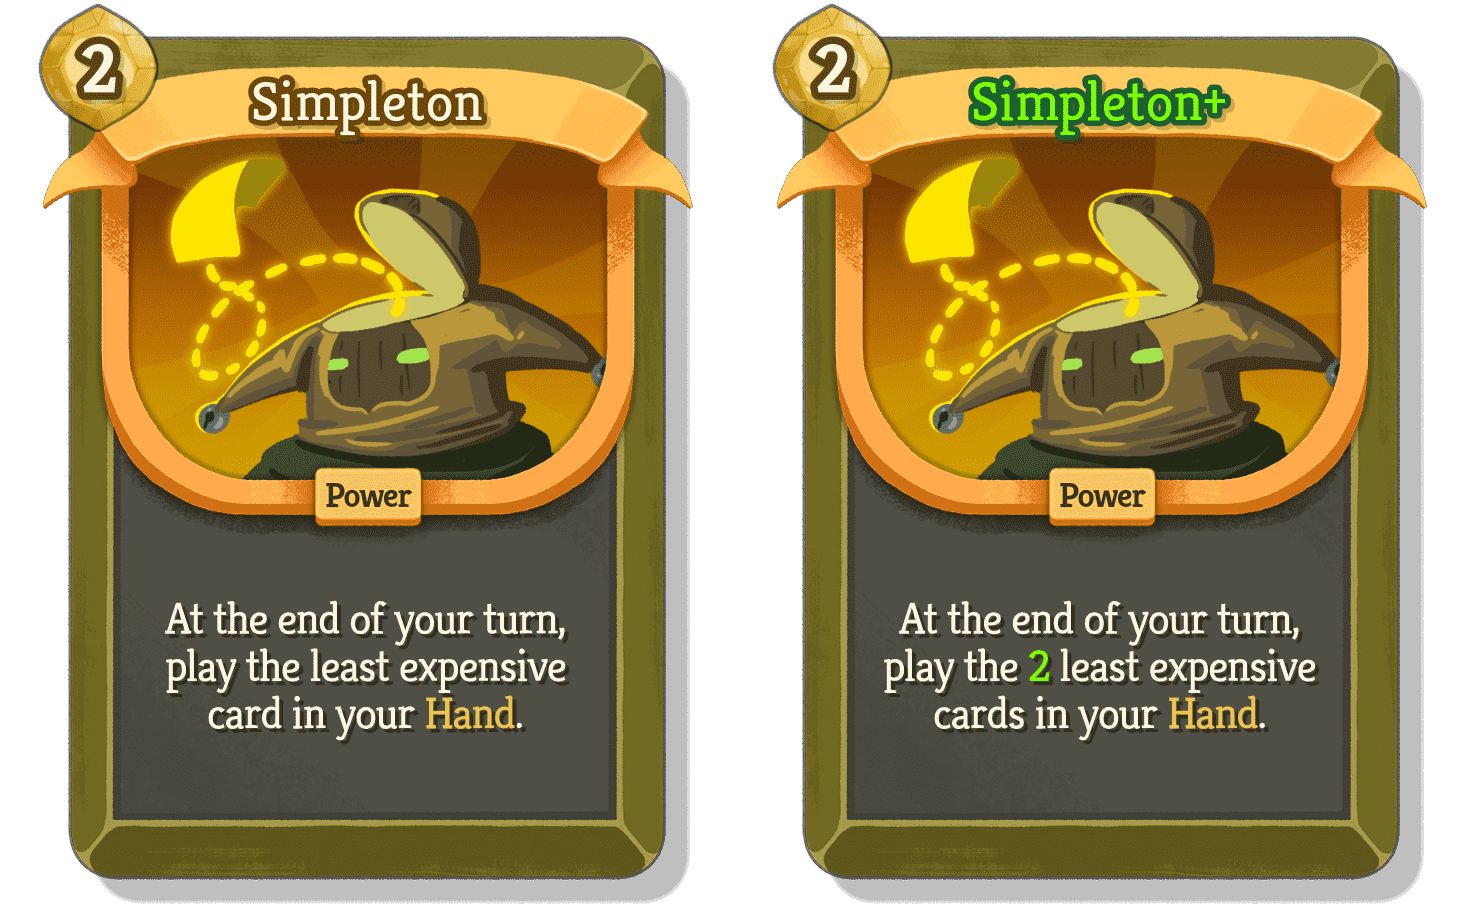 2
Simpleton
Power
At the end of your turn,
play the least expensive
card in your Hand.
2
Simpleton+
Power
At the end of your turn,
play the 2 least expensive
cards in your Hand.